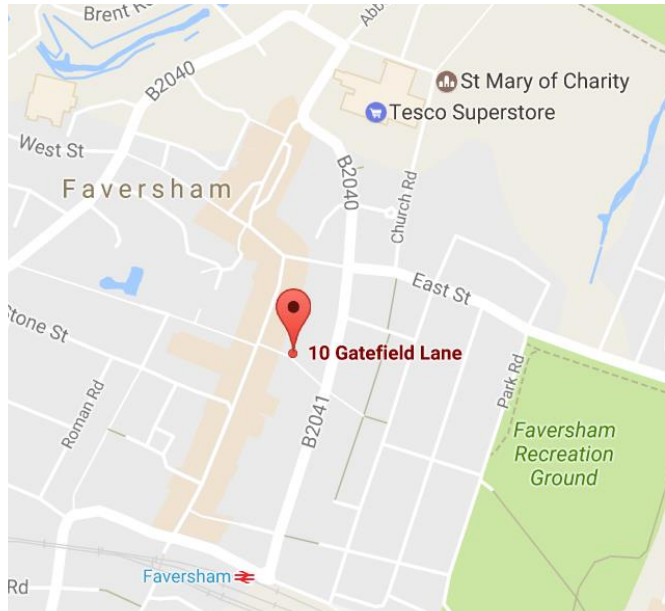 Brent R
Abb
B2040
St Mary of Charity
Tesco Superstore
West St
Faversham
B2040
Church Rd
East St
Stone St
10 Gatefield Lane
Roman Rd
B2041
Park Rd
Faversham
Recreation
Ground
Faversham
Rd